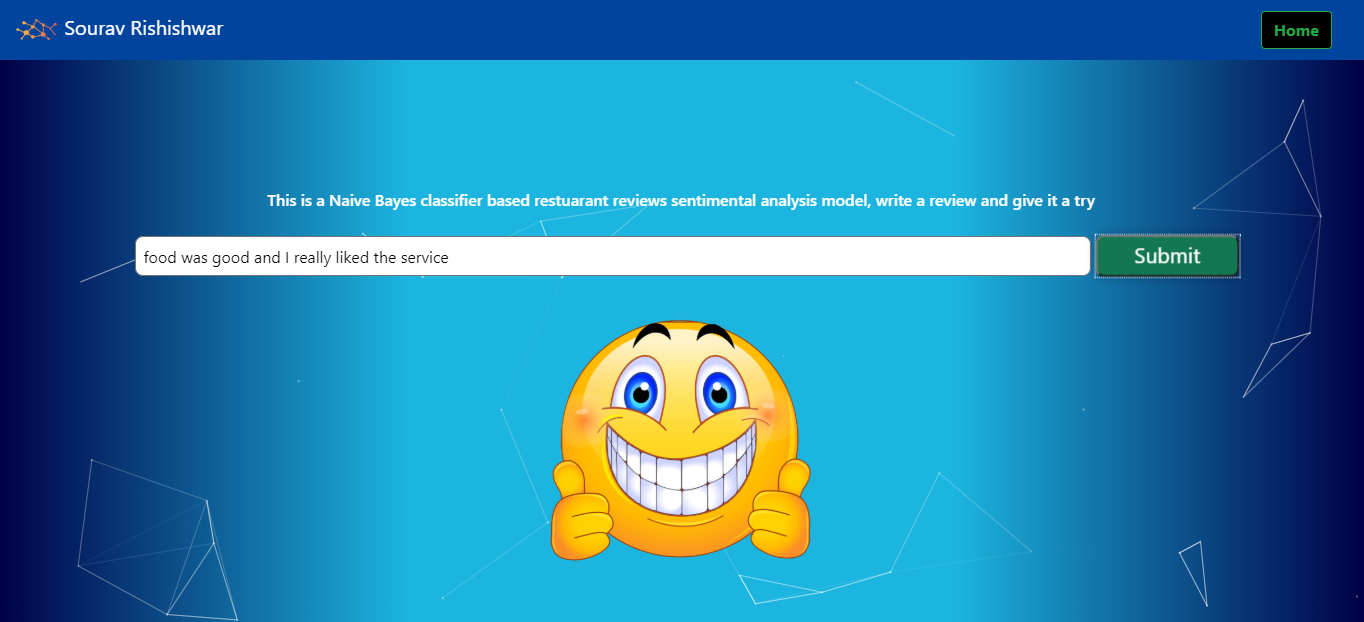 Sourav Rishishwar
Home
This is a Naive Bayes classifier based restuarant reviews sentimental analysis model, write a review and give it a try
food was good and I really liked the service
Submit